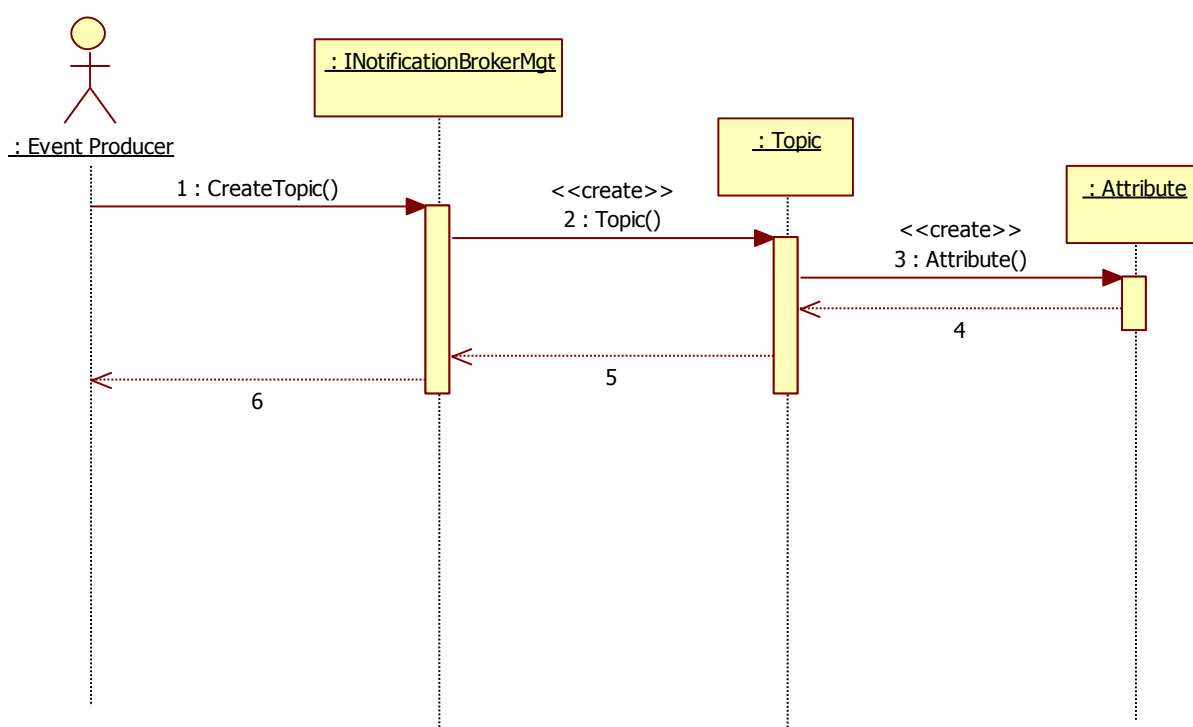 : INotificationBrokerMgt
: Event Producer
: Topic
: Attribute
1 : CreateTopic()
<<create>>
2 : Topic()
<<create>>
3 : Attribute()
4
5
6